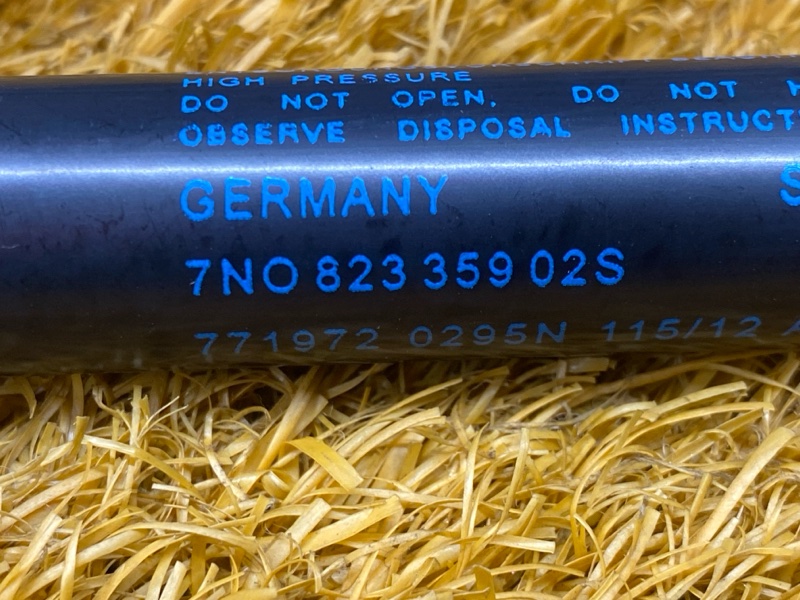 HIGH PRESSURE
DO NOT OPEN, DO NOT H
OBSERVE DISPOSAL INSTRUCT
GERMANY S
7NO 823 359 02S
771972 0295N 115/12 A